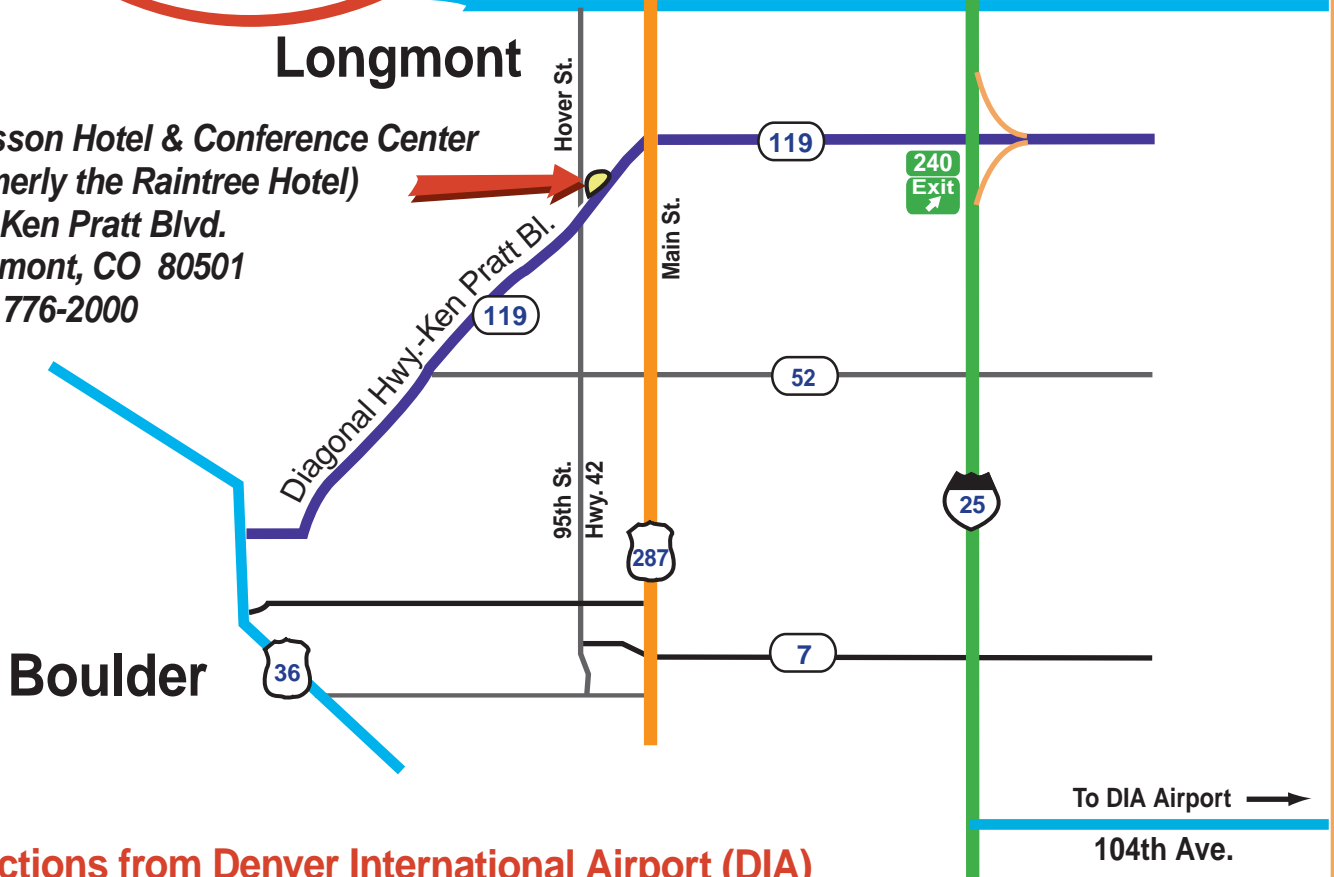 Longmont
Hover St.
sson Hotel & Conference Center
merly the Raintree Hotel)
Ken Pratt Blvd.
mont, CO 80501
776-2000
119
240
Exit
Main St.
Diagonal Hwy.-Ken Pratt Bl.
119
52
95th St.
Hwy. 42
25
287
7
Boulder
36
To DIA Airport
104th Ave.
ctions from Denver International Airport (DIA)